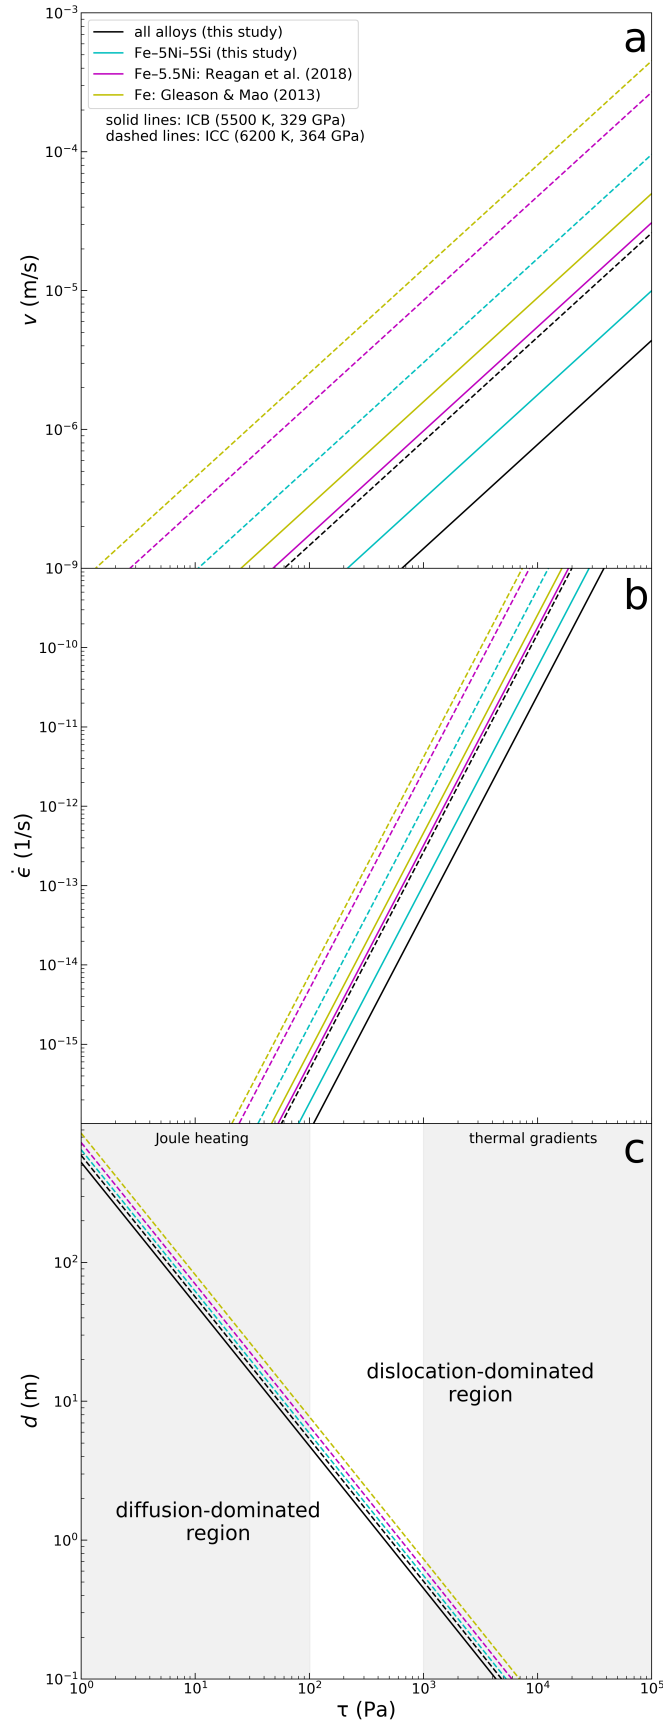 10⁻³
a
all alloys (this study)
Fe–5Ni–5Si (this study)
Fe–5.5Ni: Reagan et al. (2018)
Fe: Gleason & Mao (2013)
solid lines: ICB (5500 K, 329 GPa)
dashed lines: ICC (6200 K, 364 GPa)
10⁻⁴
10⁻⁵
10⁻⁶
v (m/s)
10⁻⁹
b
10⁻¹⁰
10⁻¹¹
10⁻¹²
10⁻¹³
10⁻¹⁴
10⁻¹⁵
ϵ̇ (1/s)
Joule heating
thermal gradients
c
10²
10¹
10⁰
10⁻¹
d (m)
dislocation-dominated
region
diffusion-dominated
region
10⁰ 10¹ 10² 10³ 10⁴ 10⁵
τ (Pa)